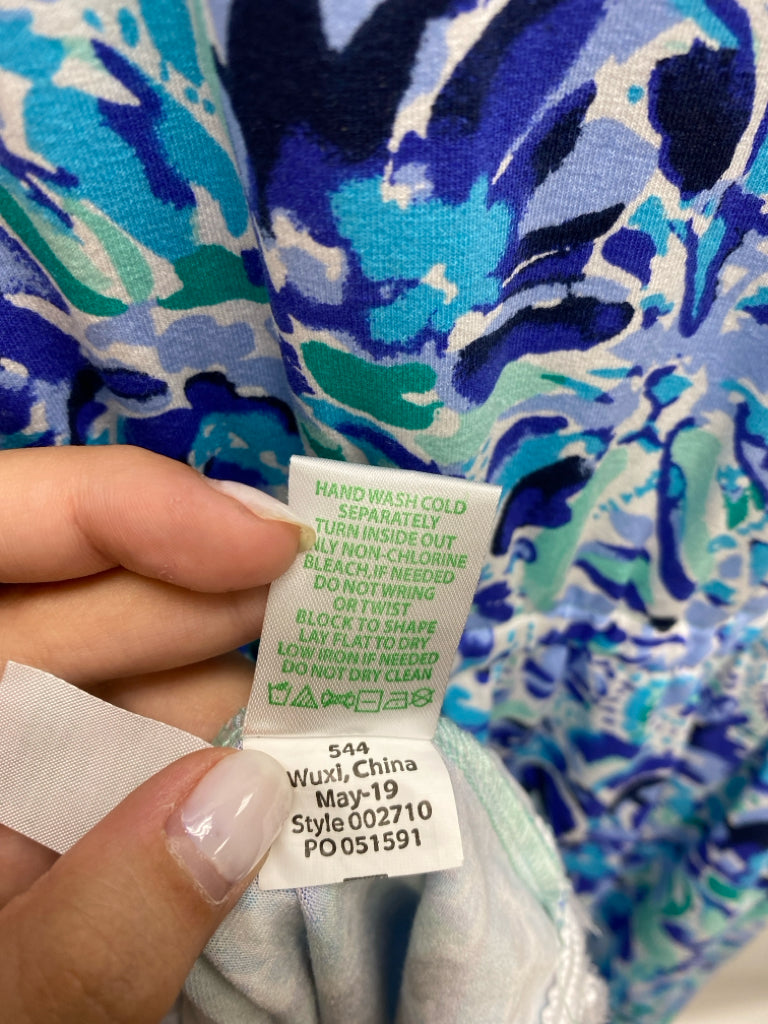 HAND WASH COLD
SEPARATELY
TURN INSIDE OUT
NLY NON-CHLORINE
BLEACH, IF NEEDED
DO NOT WRING
OR TWIST
BLOCK TO SHAPE
LAY FLAT TO DRY
LOW IRON IF NEEDED
DO NOT DRY CLEAN
544
Wuxi, China
May-19
Style 002710
PO 051591